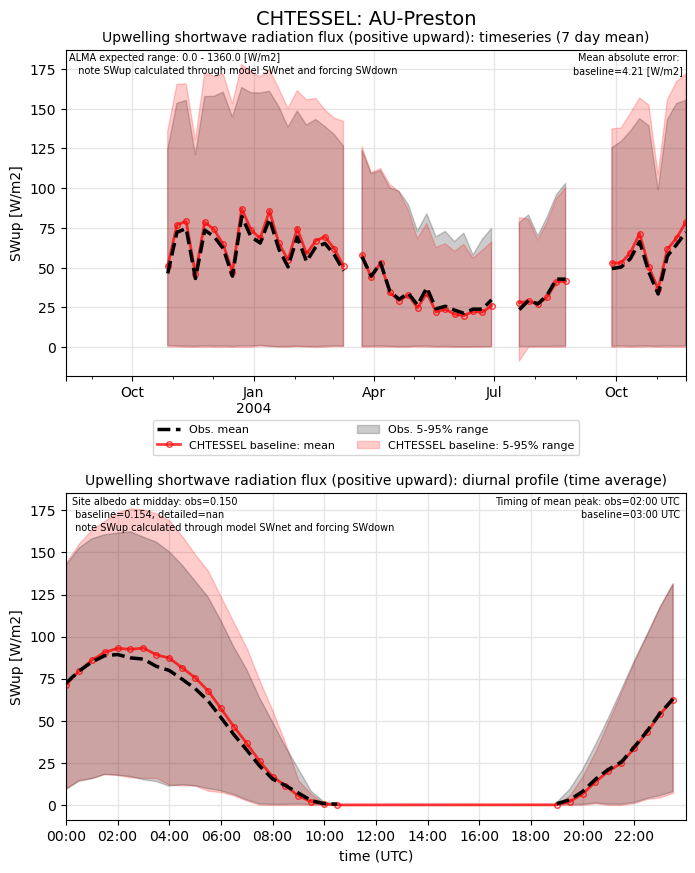 CHTESSEL: AU-Preston
Upwelling shortwave radiation flux (positive upward): timeseries (7 day mean)
ALMA expected range: 0.0 - 1360.0 [W/m2]
note SWup calculated through model SWnet and forcing SWdown
Mean absolute error:
baseline=4.21 [W/m2]
SWup [W/m2]
175
150
125
100
75
50
25
0
Oct
Jan
2004
Apr
Jul
Oct
Obs. mean
CHTESSEL baseline: mean
Obs. 5-95% range
CHTESSEL baseline: 5-95% range
Upwelling shortwave radiation flux (positive upward): diurnal profile (time average)
Site albedo at midday: obs=0.150
baseline=0.154, detailed=nan
note SWup calculated through model SWnet and forcing SWdown
Timing of mean peak: obs=02:00 UTC
baseline=03:00 UTC
SWup [W/m2]
175
150
125
100
75
50
25
0
00:00
02:00
04:00
06:00
08:00
10:00
12:00
14:00
16:00
18:00
20:00
22:00
time (UTC)